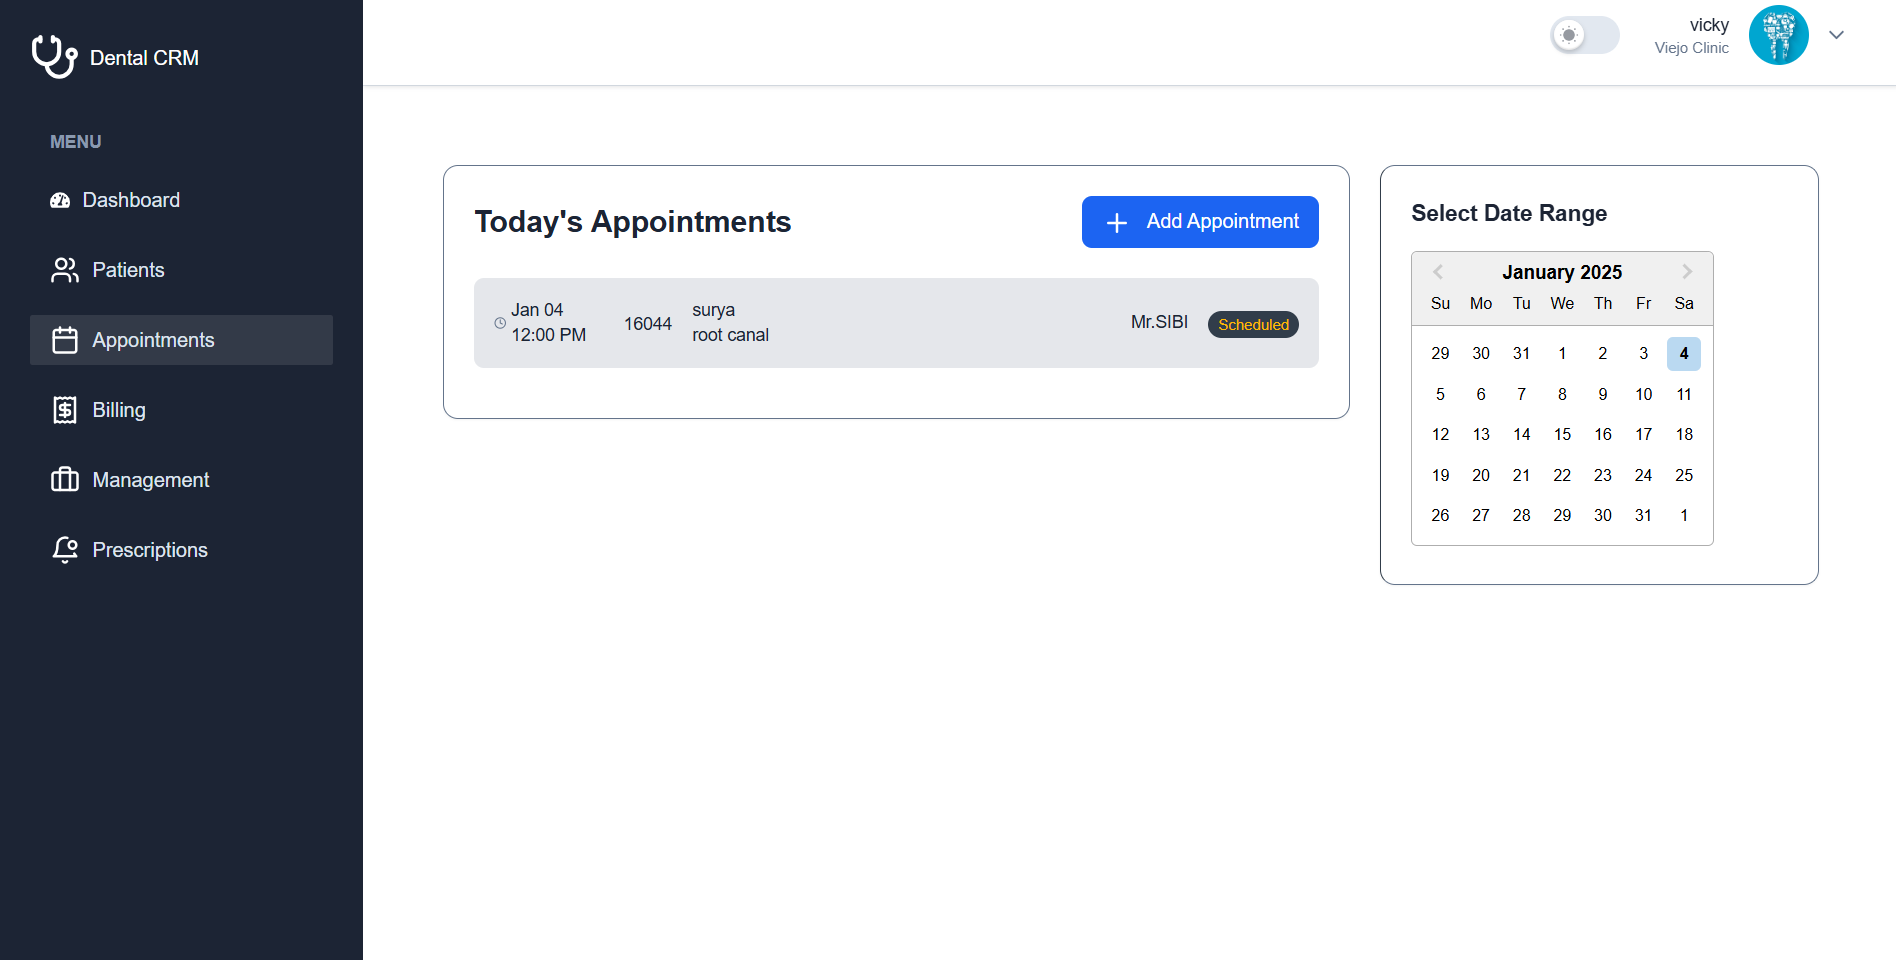 Dental CRM
MENU
Dashboard
Patients
Appointments
Billing
Management
Prescriptions
vicky
Viejo Clinic
Today's Appointments
Add Appointment
Jan 04
12:00 PM
16044
surya
root canal
Mr.SIBI
Scheduled
Select Date Range
January 2025
Su Mo Tu We Th Fr Sa
29 30 31 1 2 3 4
5 6 7 8 9 10 11
12 13 14 15 16 17 18
19 20 21 22 23 24 25
26 27 28 29 30 31 1